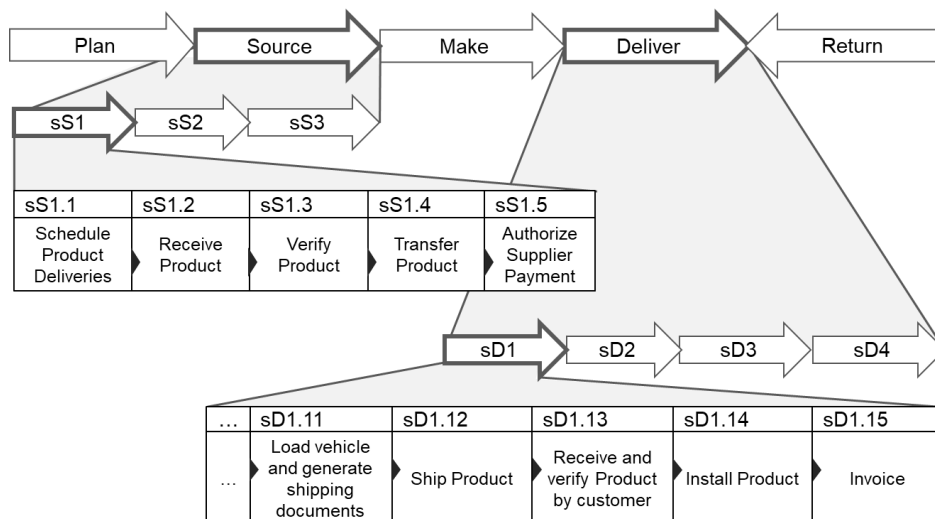 Plan
Source
Make
Deliver
Return
sS1
sS2
sS3
sS1.1
sS1.2
sS1.3
sS1.4
sS1.5
Schedule
Product
Deliveries
Receive
Product
Verify
Product
Transfer
Product
Authorize
Supplier
Payment
sD1
sD2
sD3
sD4
...
sD1.11
sD1.12
sD1.13
sD1.14
sD1.15
...
Load vehicle
and generate
shipping
documents
Ship Product
Receive and
verify Product
by customer
Install Product
Invoice